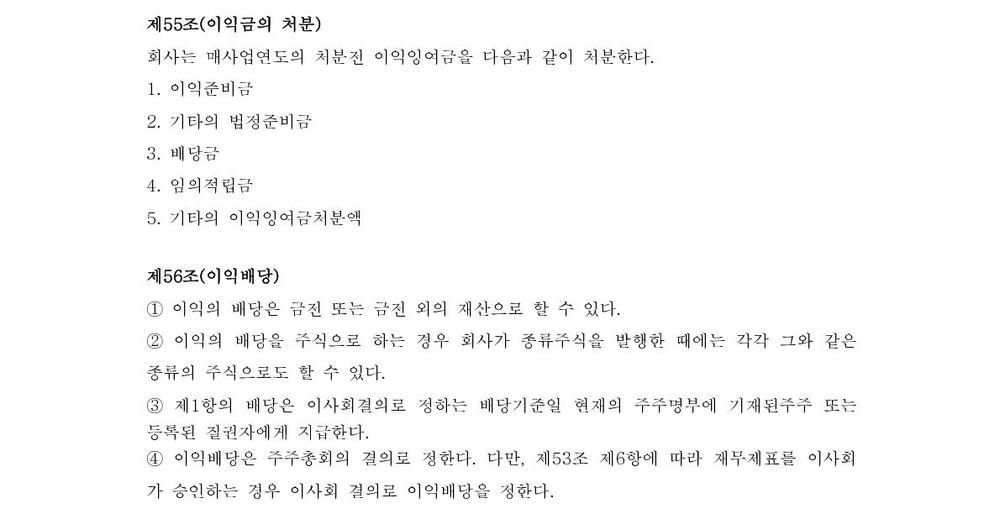 제55조(이익금의 처분)
회사는 매사업연도의 처분전 이익잉여금을 다음과 같이 처분한다.
1. 이익준비금
2. 기타의 법정준비금
3. 배당금
4. 임의적립금
5. 기타의 이익잉여금처분액
제56조(이익배당)
① 이익의 배당은 금전 또는 금전 외의 재산으로 할 수 있다.
② 이익의 배당을 주식으로 하는 경우 회사가 종류주식을 발행한 때에는 각각 그와 같은
종류의 주식으로도 할 수 있다.
③ 제1항의 배당은 이사회결의로 정하는 배당기준일 현재의 주주명부에 기재된주주 또는
등록된 질권자에게 지급한다.
④ 이익배당은 주주총회의 결의로 정한다. 다만, 제53조 제6항에 따라 재무제표를 이사회
가 승인하는 경우 이사회 결의로 이익배당을 정한다.